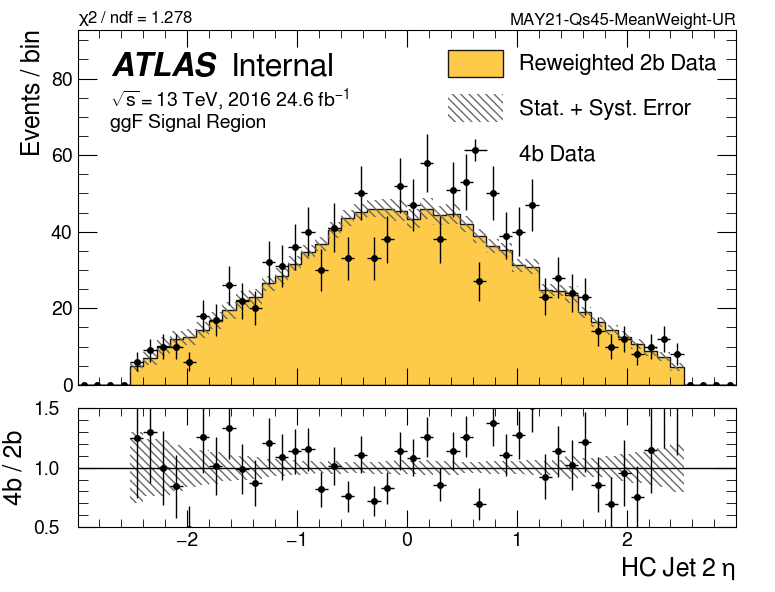 χ2 / ndf = 1.278
MAY21-Qs45-MeanWeight-UR
Events / bin
80
60
40
20
0
ATLAS Internal
√s = 13 TeV, 2016 24.6 fb⁻¹
ggF Signal Region
Reweighted 2b Data
Stat. + Syst. Error
4b Data
4b / 2b
1.5
1.0
0.5
−2 −1 0 1 2
HC Jet 2 η